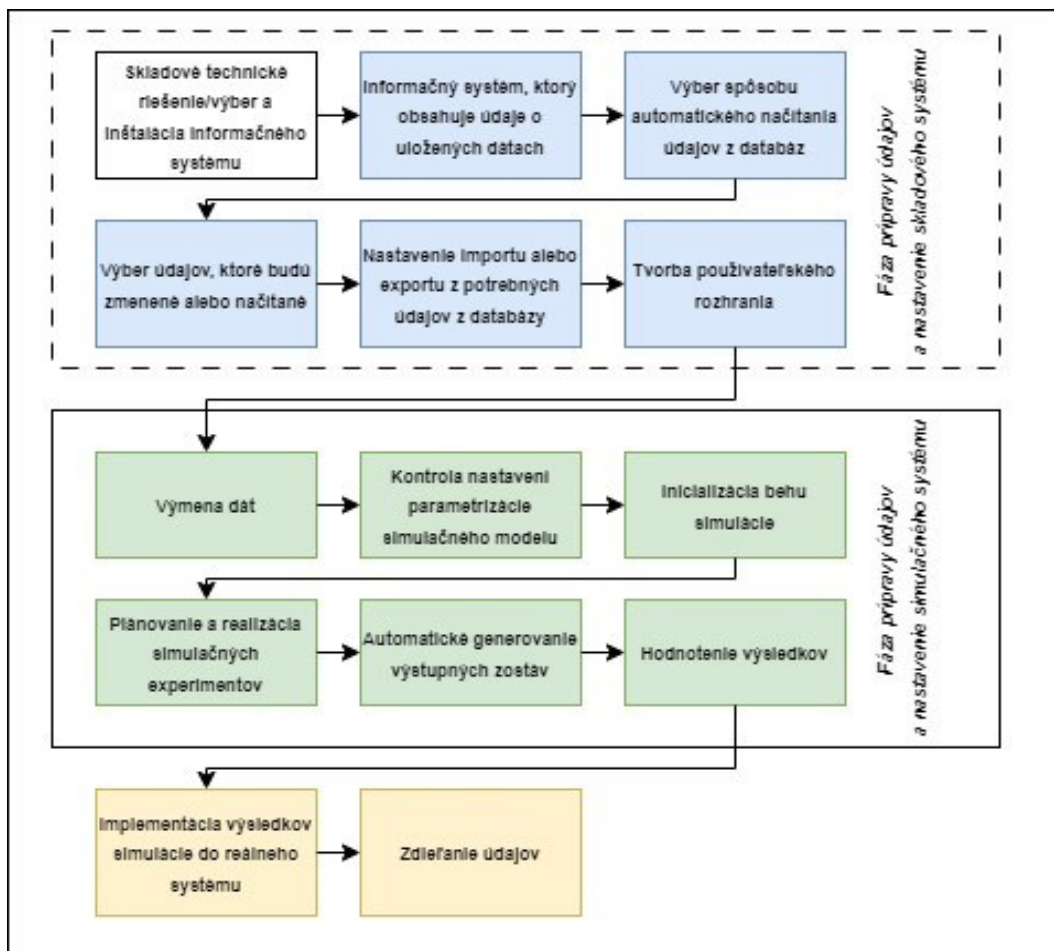 Skladové technické
riešenie/výber a
inštalácia informačného
systému
Informačný systém, ktorý
obsahuje údaje o
uložených dátach
Výber spôsobu
automatického načítania
údajov z databáz
Výber údajov, ktoré budú
zmenené alebo načítané
Nastavenie importu alebo
exportu z potrebných
údajov z databázy
Tvorba používateľského
rozhrania
Fáza prípravy údajov
a nastavenie skladového systému
Výmena dát
Kontrola nastavení
parametrizácie
simulačného modelu
Inicializácia behu
simulácie
Plánovanie a realizácia
simulačných
experimentov
Automatické generovanie
výstupných zostáv
Hodnotenie výsledkov
Fáza prípravy údajov
a nastavenie simulačného systému
Implementácia výsledkov
simulácie do reálneho
systému
Zdieľanie údajov